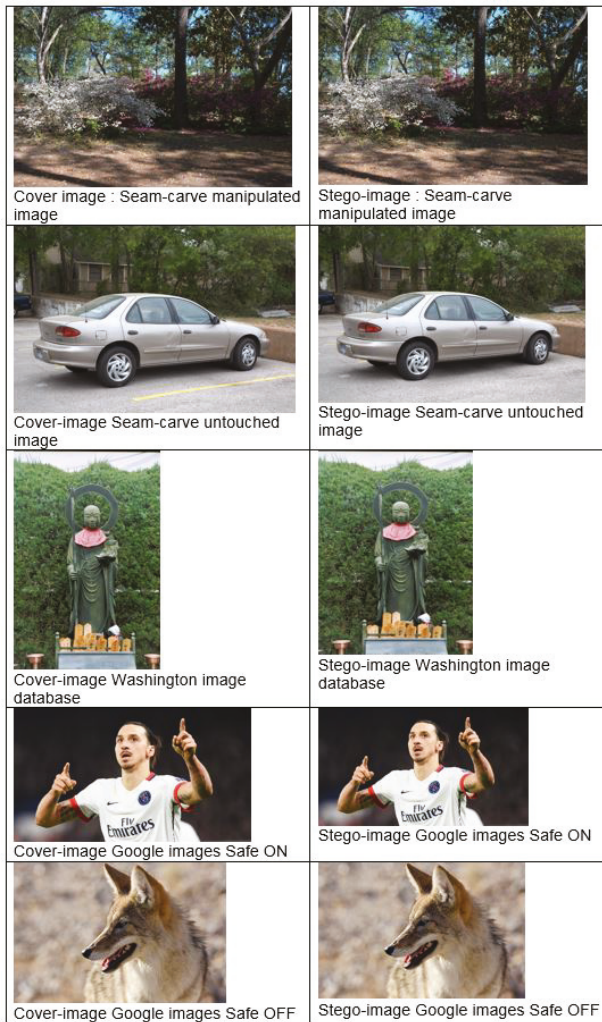 Cover image : Seam-carve manipulated
image
Stego-image : Seam-carve
manipulated image
Cover-image Seam-carve untouched
image
Stego-image Seam-carve untouched
image
Cover-image Washington image
database
Stego-image Washington image
database
Fly
Emirates
Cover-image Google images Safe ON
Fly
Emirates
Stego-image Google images Safe ON
Cover-image Google images Safe OFF
Stego-image Google images Safe OFF